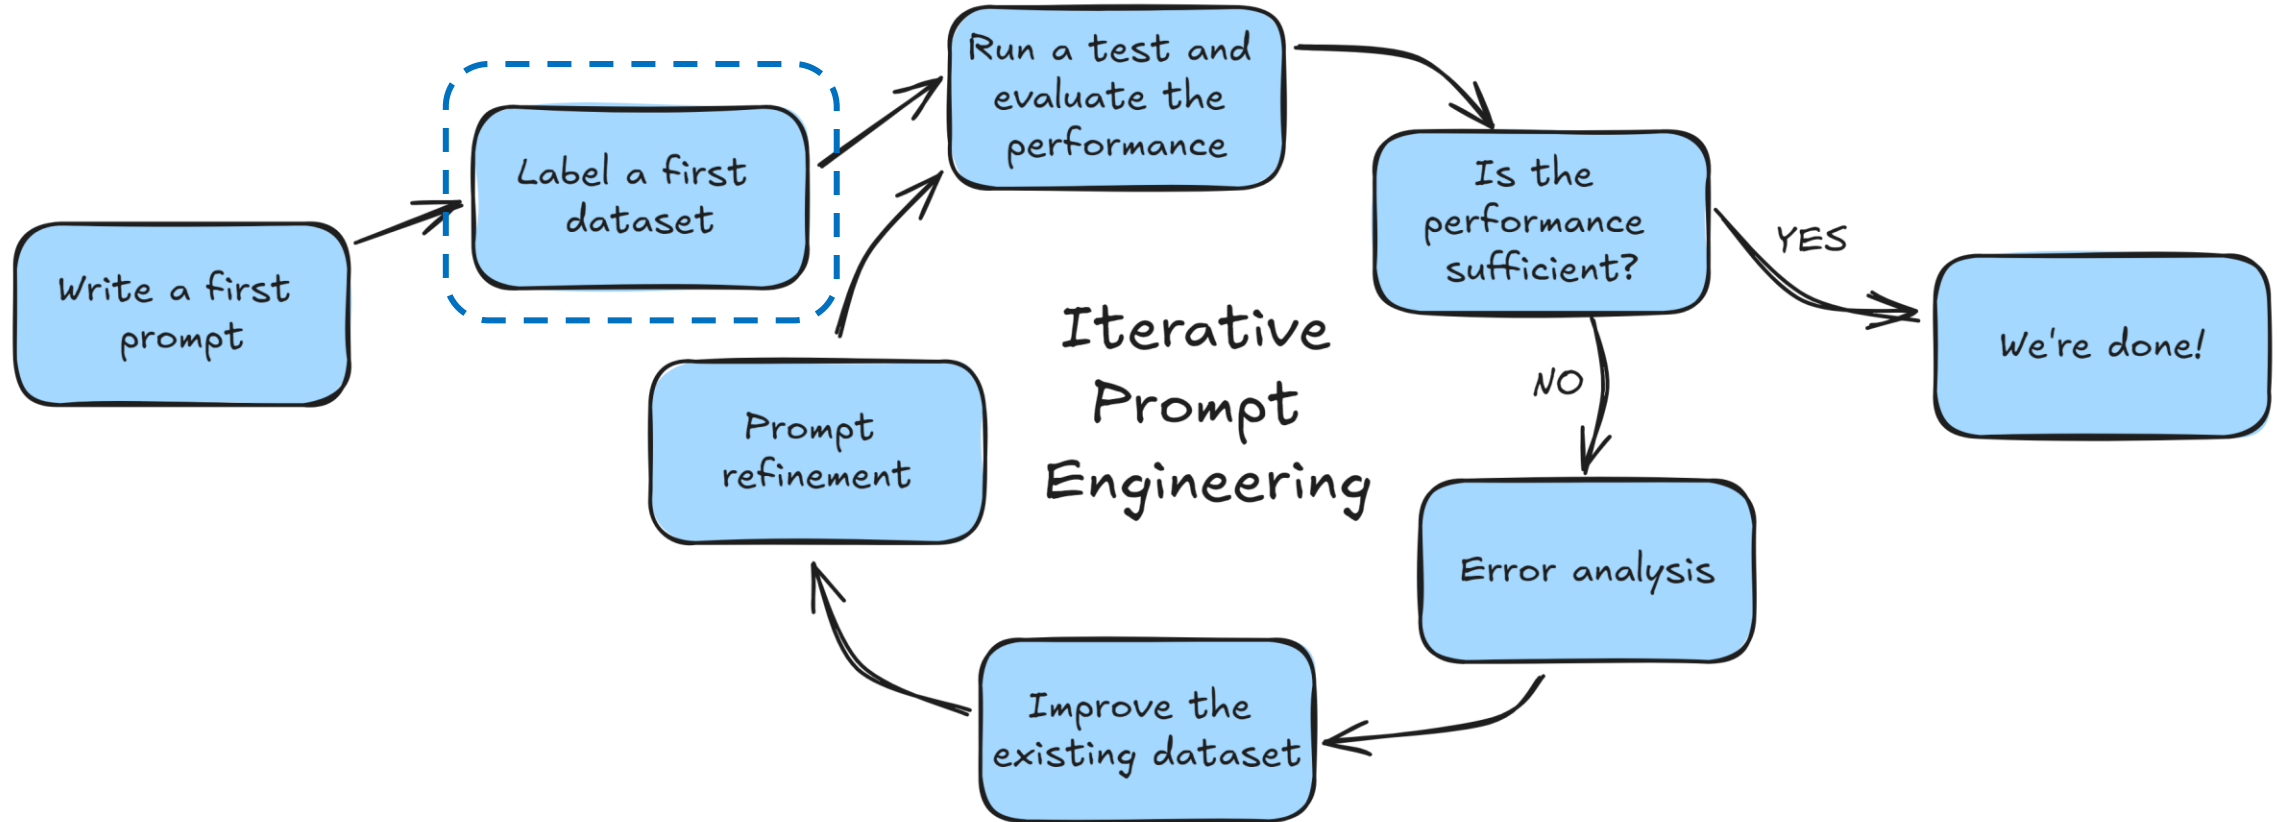 Write a first
prompt
Label a first
dataset
Run a test and
evaluate the
performance
Is the
performance
sufficient?
YES
We're done!
NO
Error analysis
Improve the
existing dataset
Prompt
refinement
Iterative
Prompt
Engineering